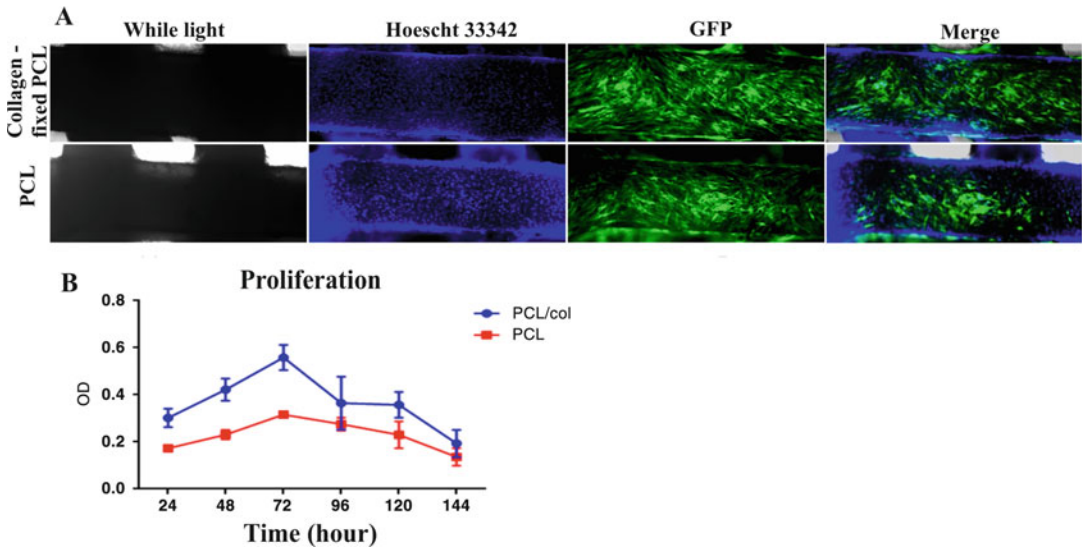 A
While light
Hoescht 33342
GFP
Merge
Collagen -
fixed PCL
PCL
B
Proliferation
PCL/col
PCL
OD
0.8
0.6
0.4
0.2
0.0
24 48 72 96 120 144
Time (hour)